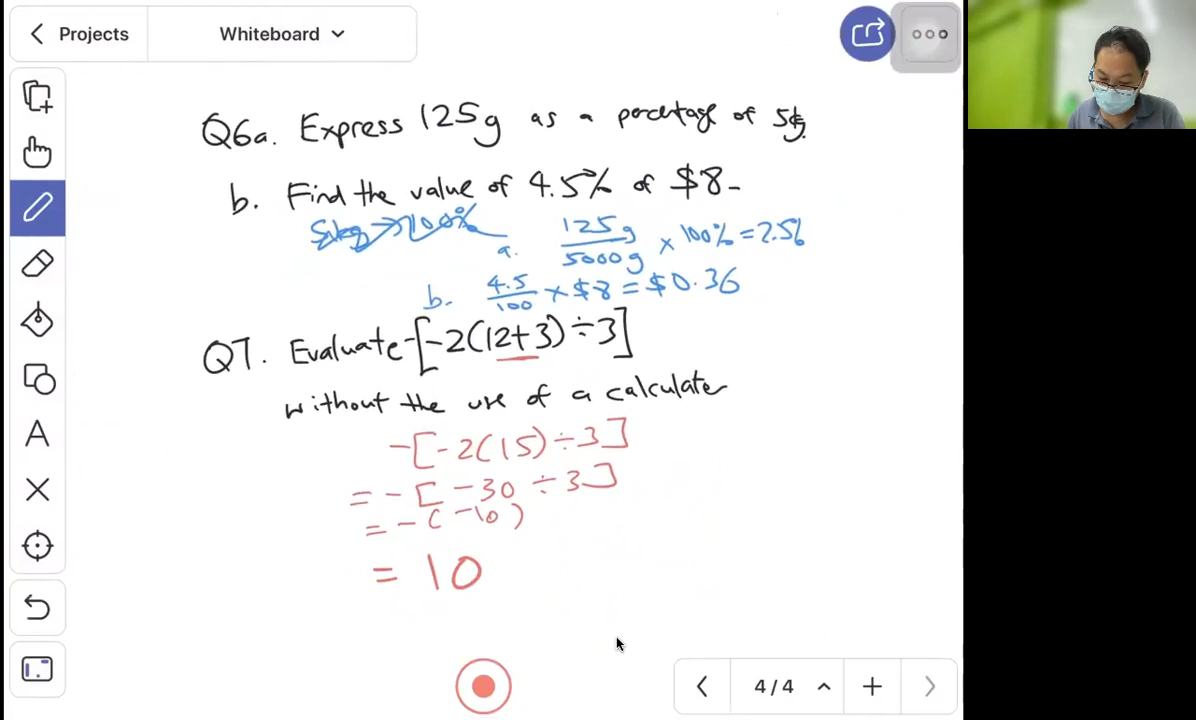 Projects
Whiteboard
Q6a. Express 125g as a percentage of 5kg.
b. Find the value of 4.5% of $8-
5kg → 100%
a. 125g / 5000g × 100% = 2.5%
b. 4.5 / 100 × $8 = $0.36
Q7. Evaluate -[-2(12+3)÷3]
without the use of a calculator
-[-2(15)÷3]
= -[-30 ÷3]
= -(-10)
= 10
4/4